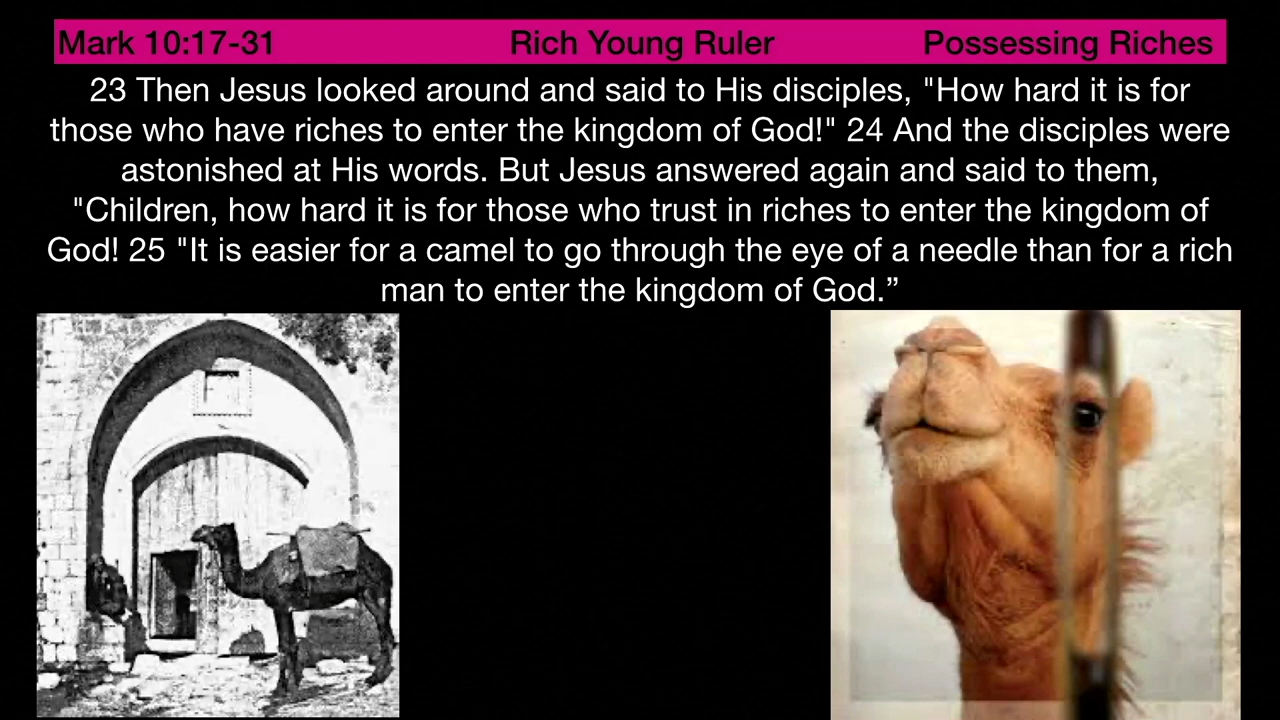 Mark 10:17-31 Rich Young Ruler Possessing Riches
23 Then Jesus looked around and said to His disciples, "How hard it is for
those who have riches to enter the kingdom of God!" 24 And the disciples were
astonished at His words. But Jesus answered again and said to them,
"Children, how hard it is for those who trust in riches to enter the kingdom of
God! 25 "It is easier for a camel to go through the eye of a needle than for a rich
man to enter the kingdom of God.”